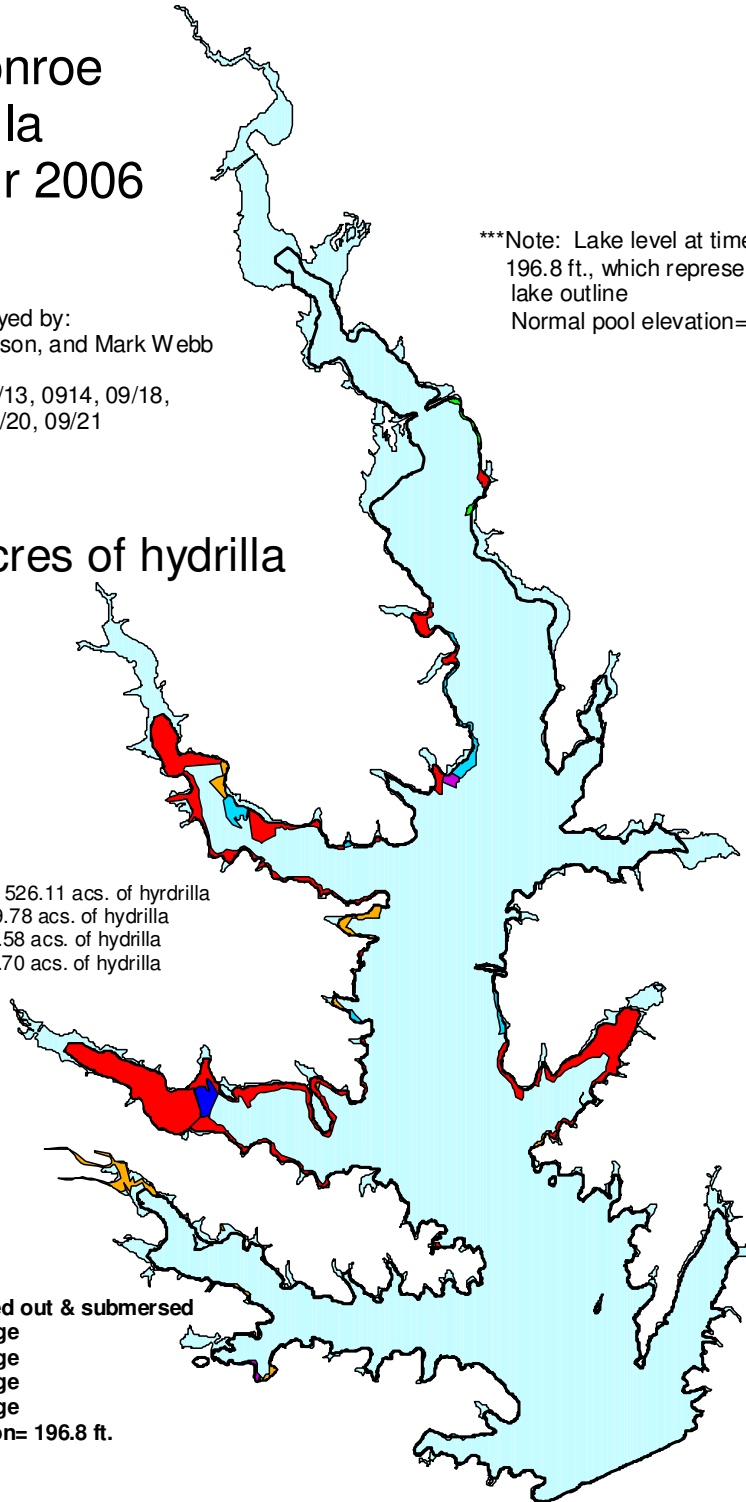 onroe
la
r 2006
***Note: Lake level at time
196.8 ft., which represe
lake outline
Normal pool elevation=
yed by:
son, and Mark Webb
/13, 0914, 09/18,
/20, 09/21
cres of hydrilla
526.11 acs. of hyrdrilla
9.78 acs. of hydrilla
.58 acs. of hydrilla
.70 acs. of hydrilla
ed out & submersed
ge
ge
ge
ge
on= 196.8 ft.